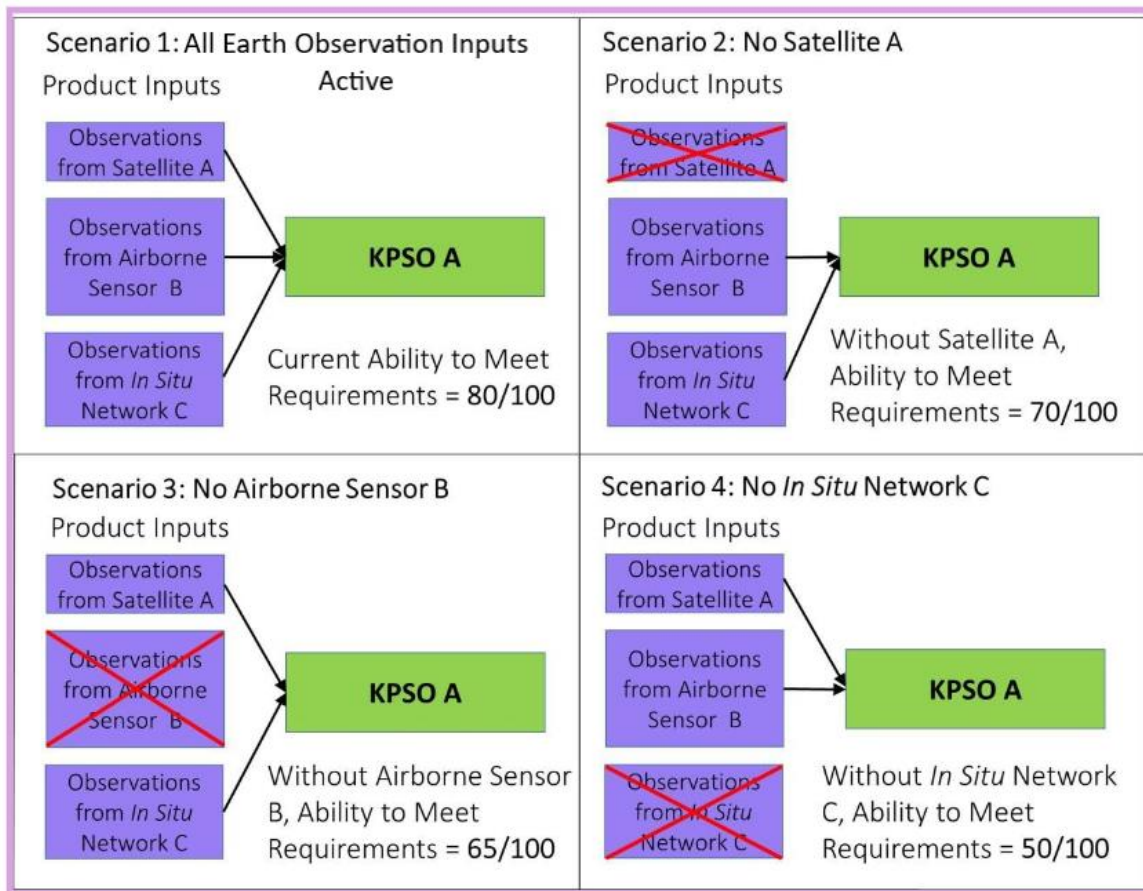 Scenario 1: All Earth Observation Inputs
Active
Product Inputs
Observations
from Satellite A
Observations
from Airborne
Sensor B
Observations
from In Situ
Network C
KPSO A
Current Ability to Meet
Requirements = 80/100
Scenario 2: No Satellite A
Product Inputs
Observations
from Satellite A
Observations
from Airborne
Sensor B
Observations
from In Situ
Network C
KPSO A
Without Satellite A,
Ability to Meet
Requirements = 70/100
Scenario 3: No Airborne Sensor B
Product Inputs
Observations
from Satellite A
Observations
from Airborne
Sensor B
Observations
from In Situ
Network C
KPSO A
Without Airborne Sensor
B, Ability to Meet
Requirements = 65/100
Scenario 4: No In Situ Network C
Product Inputs
Observations
from Satellite A
Observations
from Airborne
Sensor B
Observations
from In Situ
Network C
KPSO A
Without In Situ Network
C, Ability to Meet
Requirements = 50/100